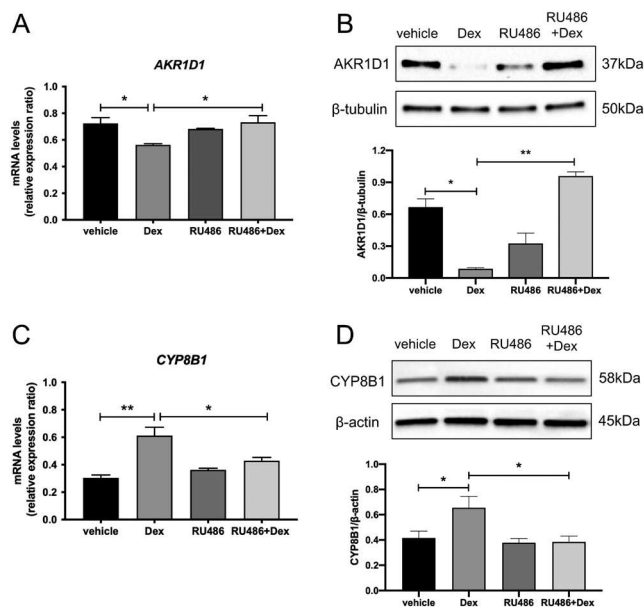 A
AKR1D1
mRNA levels
(relative expression ratio)
1.0
0.8
0.6
0.4
0.2
0.0
*
*
vehicle Dex RU486 RU486+Dex
B
vehicle Dex RU486 RU486
+Dex
AKR1D1 37kDa
β-tubulin 50kDa
AKR1D1/β-tubulin
1.2
0.9
0.6
0.3
0.0
**
*
vehicle Dex RU486 RU486+Dex
C
CYP8B1
mRNA levels
(relative expression ratio)
1.0
0.8
0.6
0.4
0.2
0.0
**
*
vehicle Dex RU486 RU486+Dex
D
vehicle Dex RU486 RU486
+Dex
CYP8B1 58kDa
β-actin 45kDa
CYP8B1/β-actin
1.0
0.8
0.6
0.4
0.2
0.0
*
*
vehicle Dex RU486 RU486+Dex